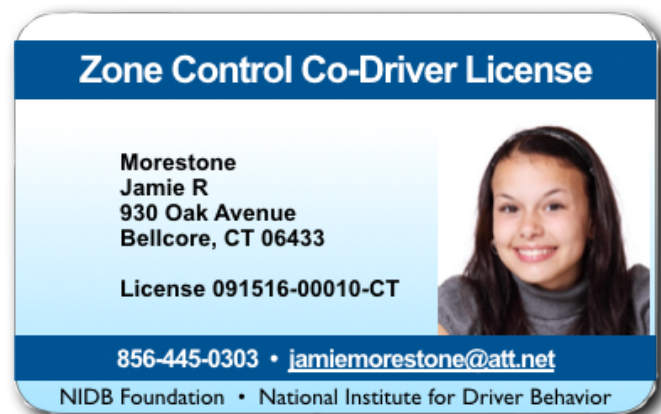 Zone Control Co-Driver License
Morestone
Jamie R
930 Oak Avenue
Bellcore, CT 06433
License 091516-00010-CT
856-445-0303 • jamiemorestone@att.net
NIDB Foundation • National Institute for Driver Behavior